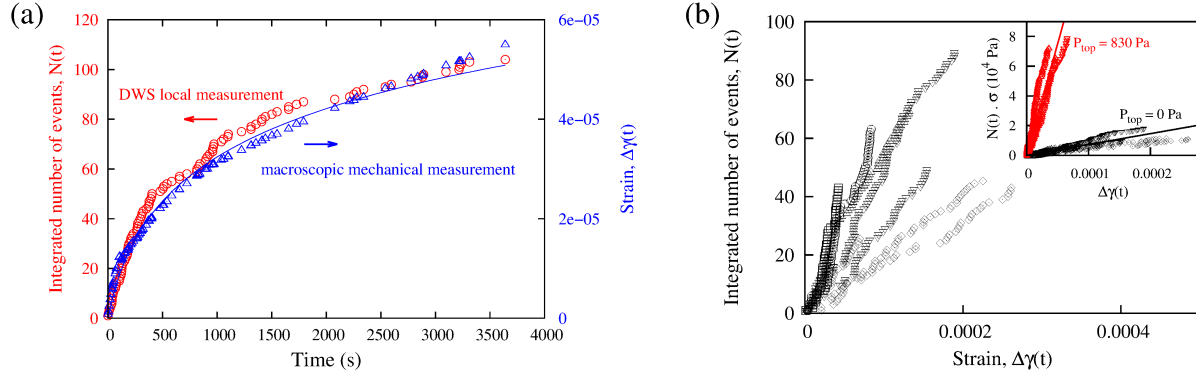 (a)
120
100
80
60
40
20
0
Integrated number of events, N(t)
DWS local measurement
macroscopic mechanical measurement
6e−05
4e−05
2e−05
0
Strain, Δγ(t)
0 500 1000 1500 2000 2500 3000 3500 4000
Time (s)
(b)
100
80
60
40
20
0
Integrated number of events, N(t)
0 0.0002 0.0004
Strain, Δγ(t)
8
6
4
2
0
N(t) . σ (10⁴ Pa)
Ptop = 830 Pa
Ptop = 0 Pa
0 0.0001 0.0002
Δγ(t)